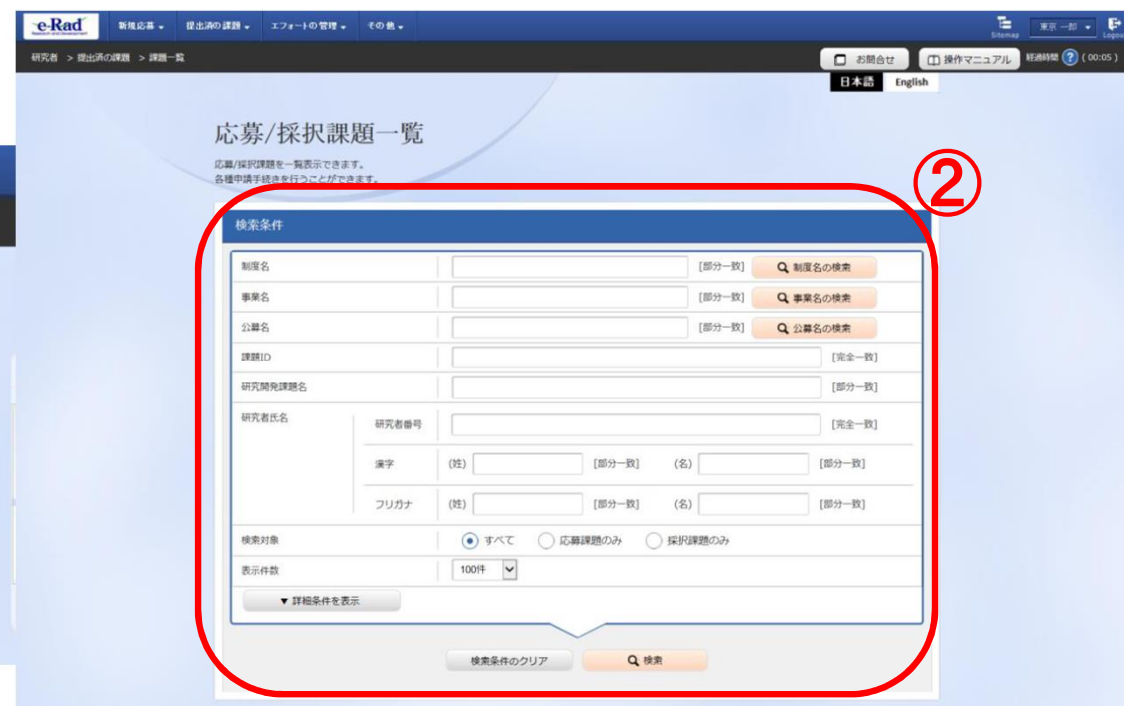 e-Rad 新規応募 提出済の課題 エフォートの管理 その他 Sitemap 東京 一郎 Logout
研究者 > 提出済の課題 > 課題一覧 お問合せ 操作マニュアル 経過時間 ? ( 00:05 )
日本語 English
応募/採択課題一覧
応募/採択課題を一覧表示できます。
各種申請手続きを行うことができます。
②
検索条件
制度名 [部分一致] 制度名の検索
事業名 [部分一致] 事業名の検索
公募名 [部分一致] 公募名の検索
課題ID [完全一致]
研究開発課題名 [部分一致]
研究者氏名 研究者番号 [完全一致]
漢字 (姓) [部分一致] (名) [部分一致]
フリガナ (姓) [部分一致] (名) [部分一致]
検索対象 すべて 応募課題のみ 採択課題のみ
表示件数 100件
▼ 詳細条件を表示
検索条件のクリア 検索